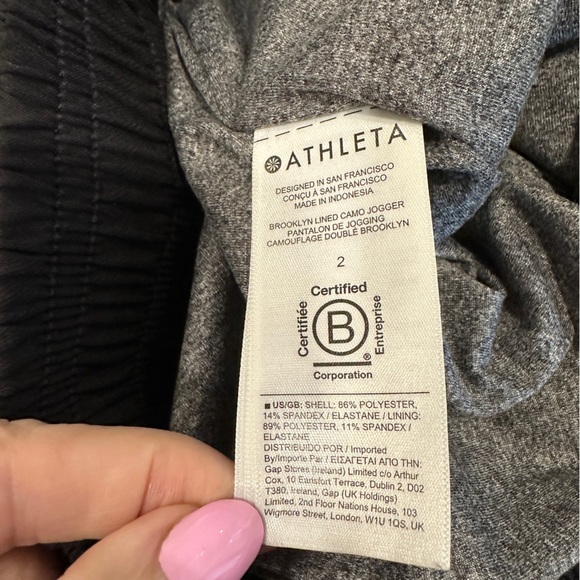 ATHLETA
DESIGNED IN SAN FRANCISCO
CONÇU À SAN FRANCISCO
MADE IN INDONESIA
BROOKLYN LINED CAMO JOGGER
PANTALON DE JOGGING
CAMOUFLAGE DOUBLÉ BROOKLYN
2
Certified
Certifiée
B
Entreprise
®
Corporation
■ US/GB: SHELL: 86% POLYESTER,
14% SPANDEX / ELASTANE / LINING:
89% POLYESTER, 11% SPANDEX /
ELASTANE
DISTRIBUIDO POR / Imported
By/Importe Par / ΕΙΣΑΓΕΤΑΙ ΑΠΟ ΤΗΝ:
Gap Stores (Ireland) Limited c/o Arthur
Cox, 10 Earlsfort Terrace, Dublin 2, D02
T380, Ireland, Gap (UK Holdings)
Limited, 2nd Floor Nations House, 103
Wigmore Street, London, W1U 1QS, UK